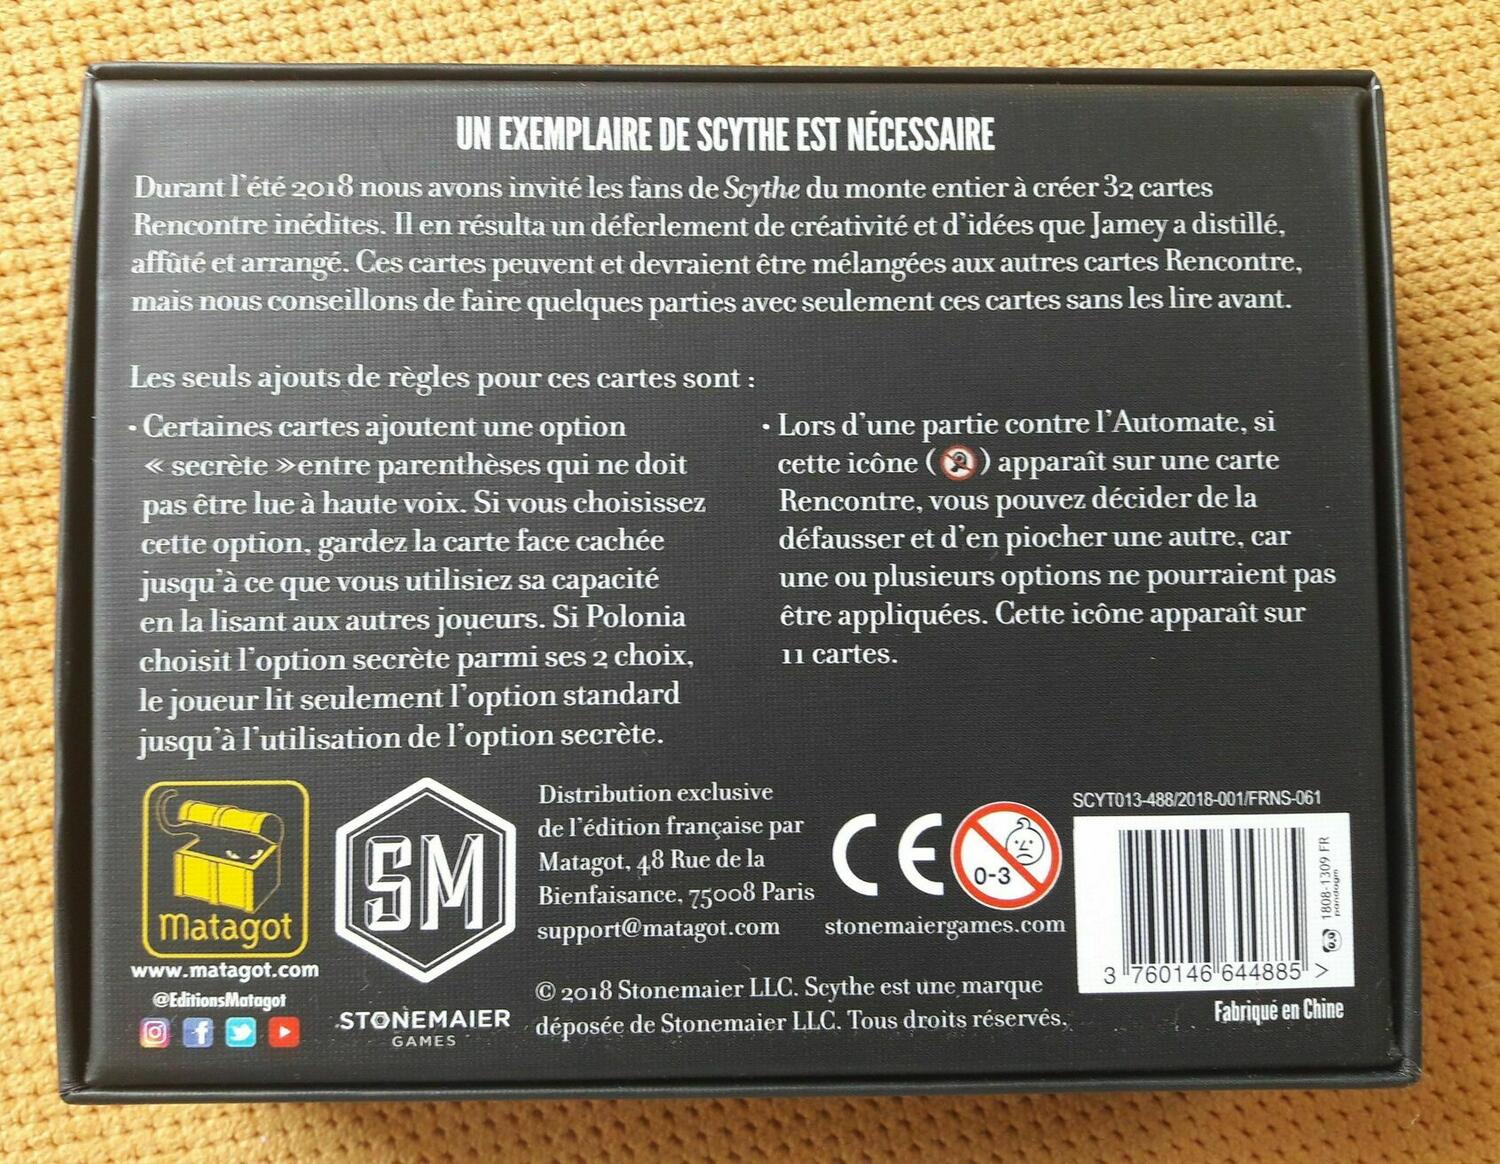 UN EXEMPLAIRE DE SCYTHE EST NÉCESSAIRE
Durant l'été 2018 nous avons invité les fans de Scythe du monte entier à créer 32 cartes
Rencontre inédites. Il en résulta un déferlement de créativité et d'idées que Jamey a distillé,
affûté et arrangé. Ces cartes peuvent et devraient être mélangées aux autres cartes Rencontre,
mais nous conseillons de faire quelques parties avec seulement ces cartes sans les lire avant.
Les seuls ajouts de règles pour ces cartes sont :
• Certaines cartes ajoutent une option
« secrète »entre parenthèses qui ne doit
pas être lue à haute voix. Si vous choisissez
cette option, gardez la carte face cachée
jusqu'à ce que vous utilisiez sa capacité
en la lisant aux autres joueurs. Si Polonia
choisit l'option secrète parmi ses 2 choix,
le joueur lit seulement l'option standard
jusqu'à l'utilisation de l'option secrète.
• Lors d'une partie contre l'Automate, si
cette icône ( ) apparaît sur une carte
Rencontre, vous pouvez décider de la
défausser et d'en piocher une autre, car
une ou plusieurs options ne pourraient pas
être appliquées. Cette icône apparaît sur
11 cartes.
Matagot
www.matagot.com
@EditionsMatagot
SM
STONEMAIER
GAMES
Distribution exclusive
de l'édition française par
Matagot, 48 Rue de la
Bienfaisance, 75008 Paris
support@matagot.com
CE
0-3
stonemaiergames.com
© 2018 Stonemaier LLC. Scythe est une marque
déposée de Stonemaier LLC. Tous droits réservés.
SCYT013-488/2018-001/FRNS-061
3 760146 644885 >
1808-1309 FR
pandagm
Fabriqué en Chine